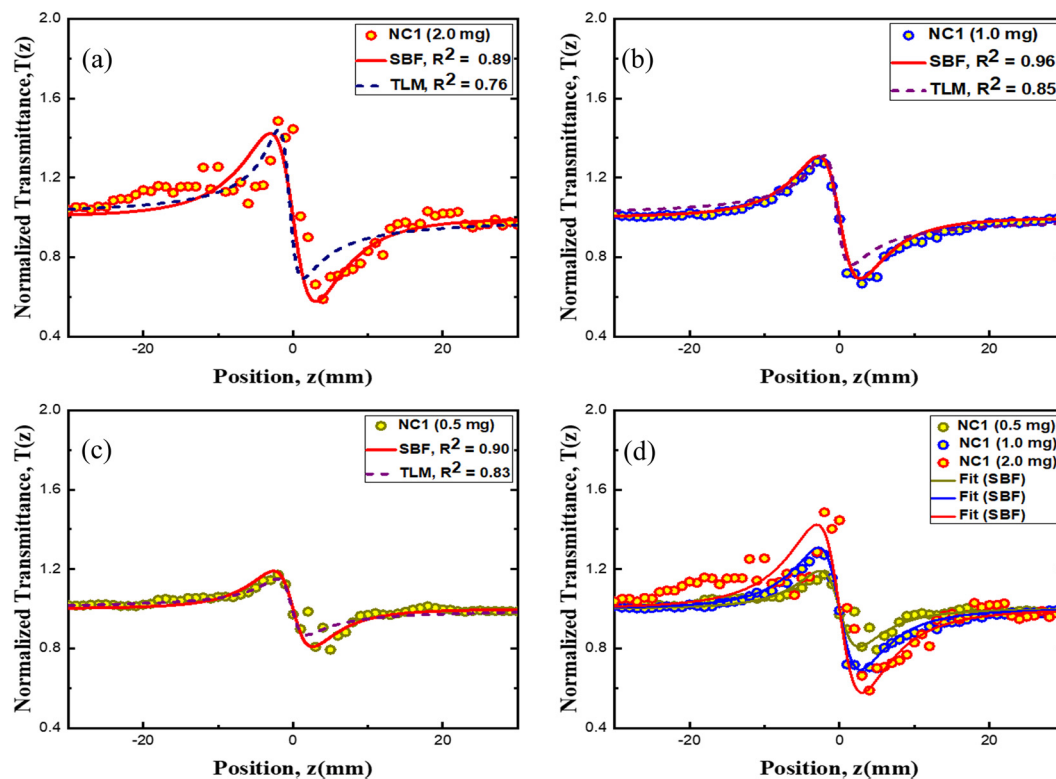 (a)
NC1 (2.0 mg)
SBF, R² = 0.89
TLM, R² = 0.76
Normalized Transmittance,T(z)
2.0
1.6
1.2
0.8
0.4
-20
0
20
Position, z(mm)
(b)
NC1 (1.0 mg)
SBF, R² = 0.96
TLM, R² = 0.85
Normalized Transmittance, T(z)
2.0
1.6
1.2
0.8
0.4
-20
0
20
Position, z(mm)
(c)
NC1 (0.5 mg)
SBF, R² = 0.90
TLM, R² = 0.83
Normalized Transmittance, T(z)
2.0
1.6
1.2
0.8
0.4
-20
0
20
Position, z(mm)
(d)
NC1 (0.5 mg)
NC1 (1.0 mg)
NC1 (2.0 mg)
Fit (SBF)
Fit (SBF)
Fit (SBF)
Normalized Transmittance, T(z)
2.0
1.6
1.2
0.8
0.4
-20
0
20
Position, z(mm)